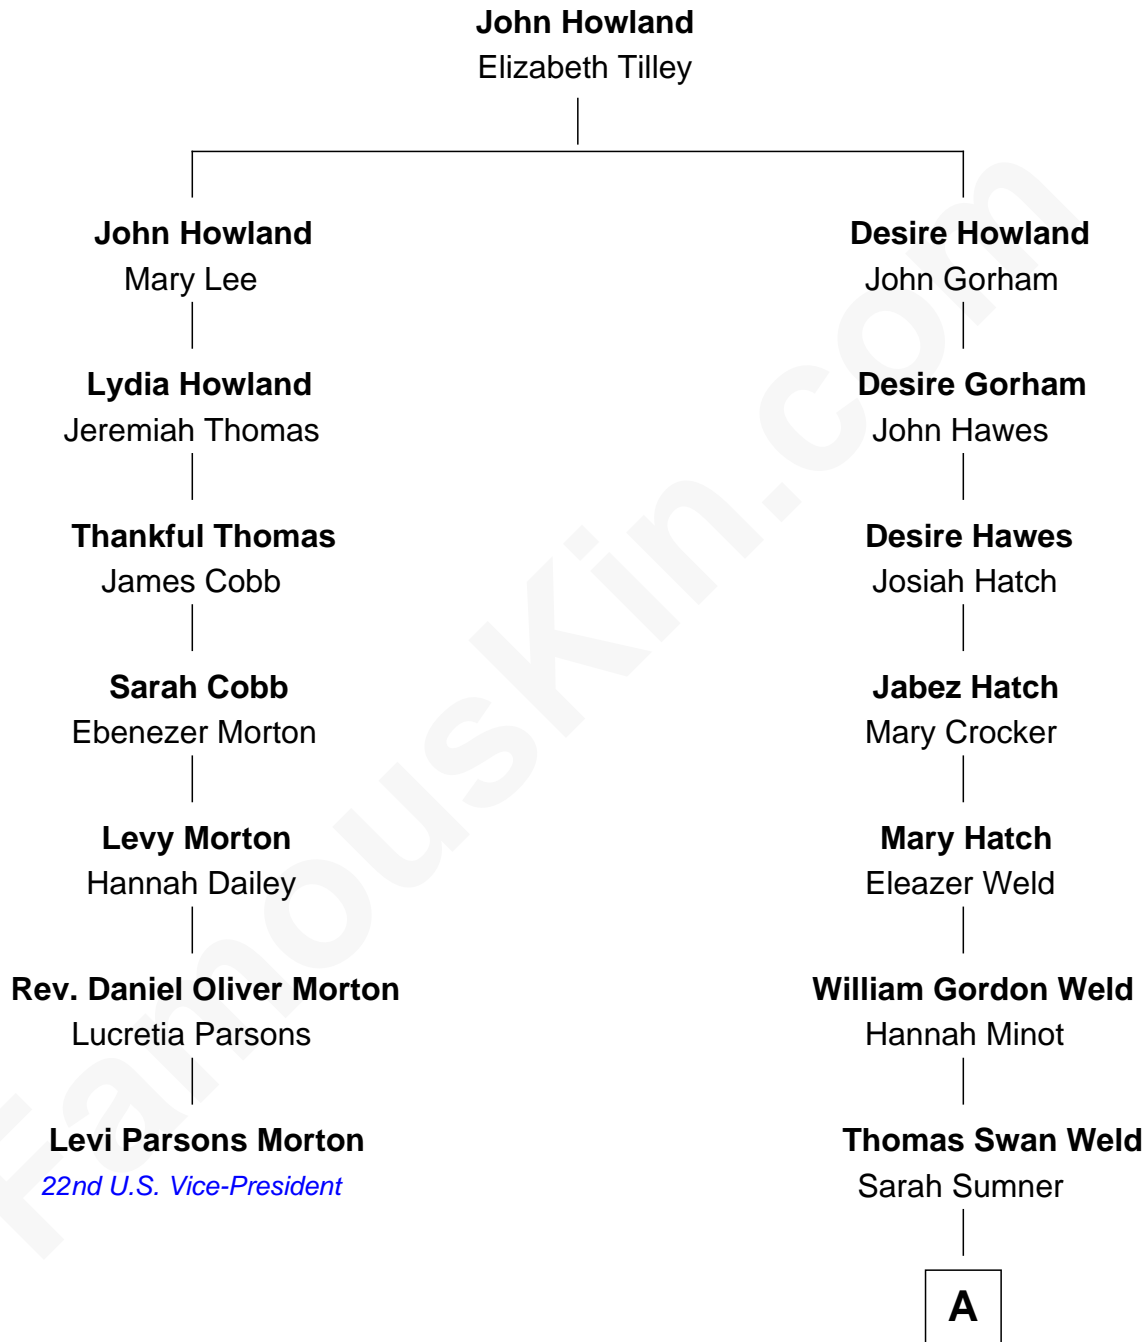 John Howland
Elizabeth Tilley
John Howland
Mary Lee
Desire Howland
John Gorham
Lydia Howland
Jeremiah Thomas
Desire Gorham
John Hawes
Thankful Thomas
James Cobb
Desire Hawes
Josiah Hatch
Sarah Cobb
Ebenezer Morton
Jabez Hatch
Mary Crocker
Levy Morton
Hannah Dailey
Mary Hatch
Eleazer Weld
Rev. Daniel Oliver Morton
Lucretia Parsons
William Gordon Weld
Hannah Minot
Levi Parsons Morton
22nd U.S. Vice-President
Thomas Swan Weld
Sarah Sumner
A
FamousKin.com